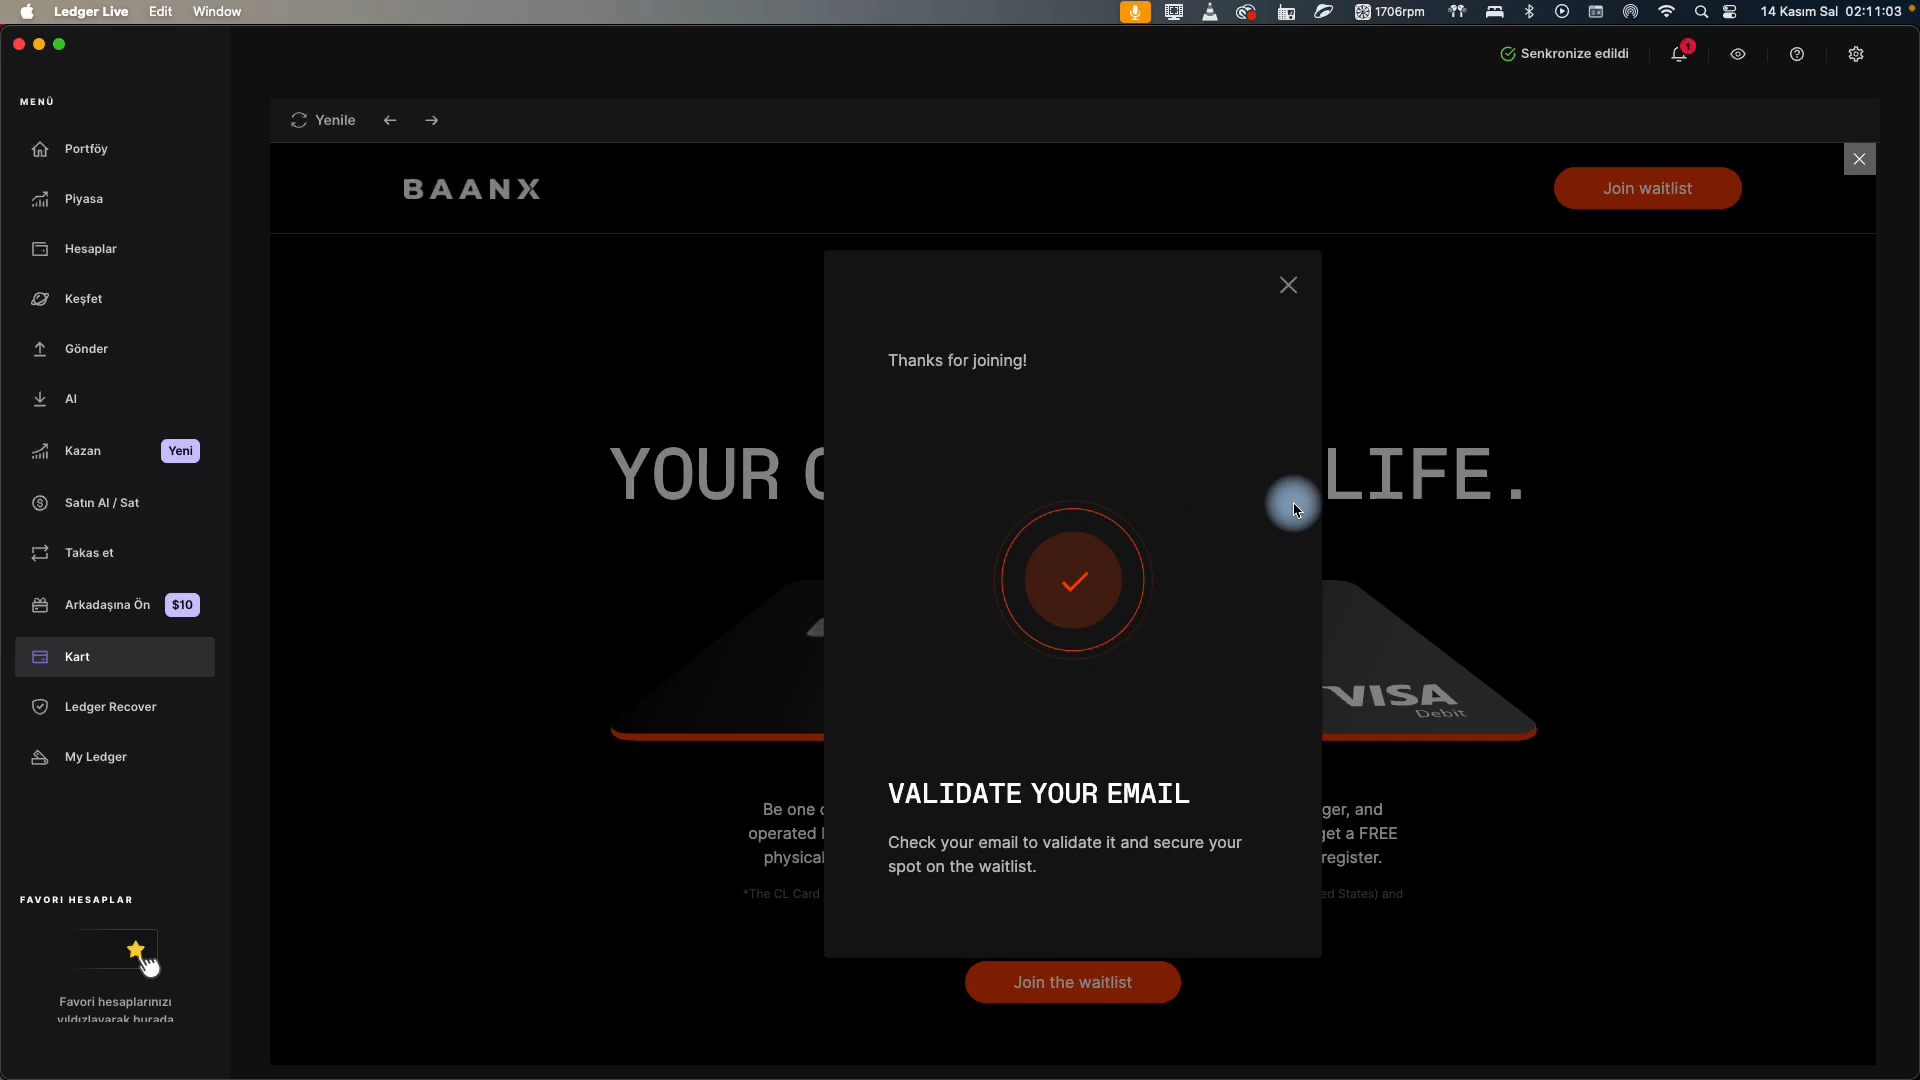 Ledger Live Edit Window
1706rpm
14 Kasım Sal 02:11:03
Senkronize edildi
1
MENÜ
Portföy
Piyasa
Hesaplar
Keşfet
Gönder
Al
Kazan Yeni
Satın Al / Sat
Takas et
Arkadaşına Ön $10
Kart
Ledger Recover
My Ledger
FAVORI HESAPLAR
Favori hesaplarınızı
yıldızlayarak burada
Yenile
BAANX
Join waitlist
YOUR LIFE.
Thanks for joining!
VISA
Debit
VALIDATE YOUR EMAIL
Check your email to validate it and secure your
spot on the waitlist.
Be one ger, and
operated get a FREE
physical register.
*The CL Card ed States) and
Join the waitlist